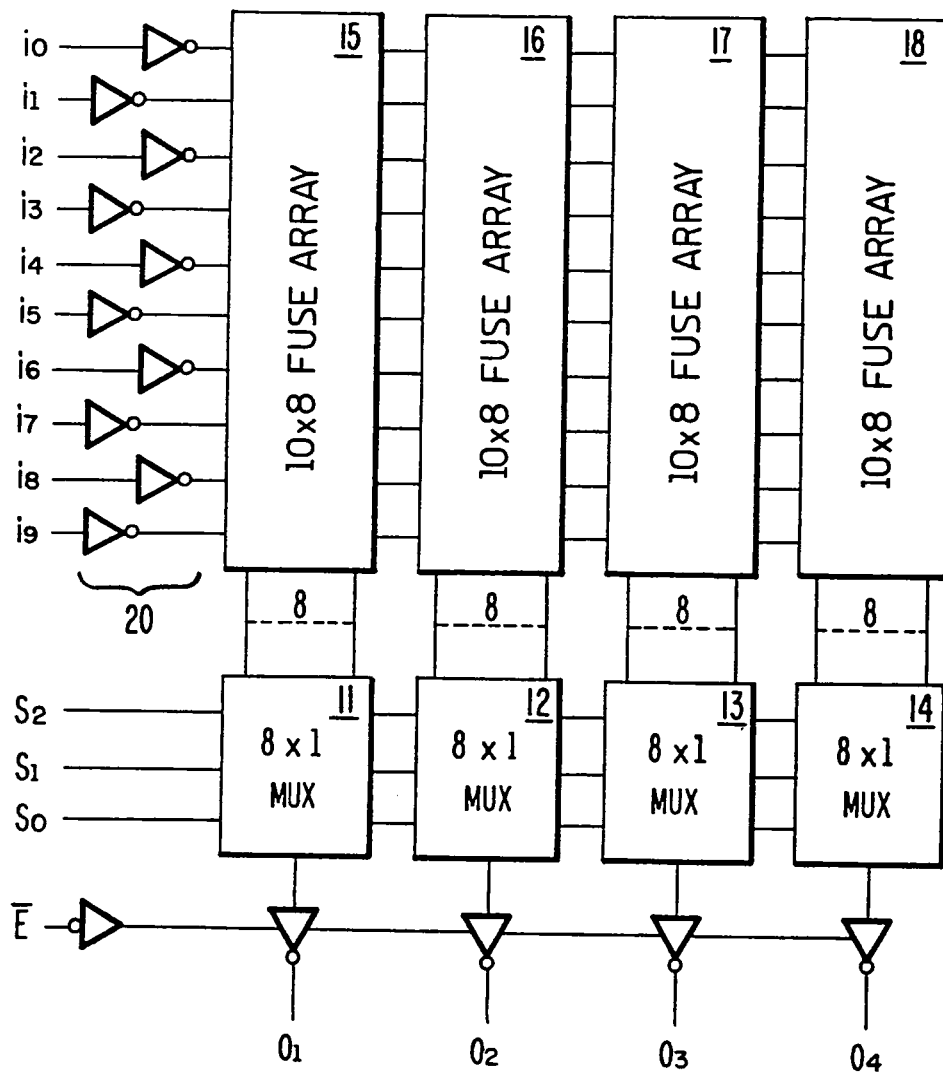 i0
i1
i2
i3
i4
i5
i6
i7
i8
i9
20
15
10x8 FUSE ARRAY
16
10x8 FUSE ARRAY
17
10x8 FUSE ARRAY
18
10x8 FUSE ARRAY
8
8
8
8
S2
S1
S0
11
8 x 1
MUX
12
8 x 1
MUX
13
8 x 1
MUX
14
8 x 1
MUX
E̅
O1
O2
O3
O4